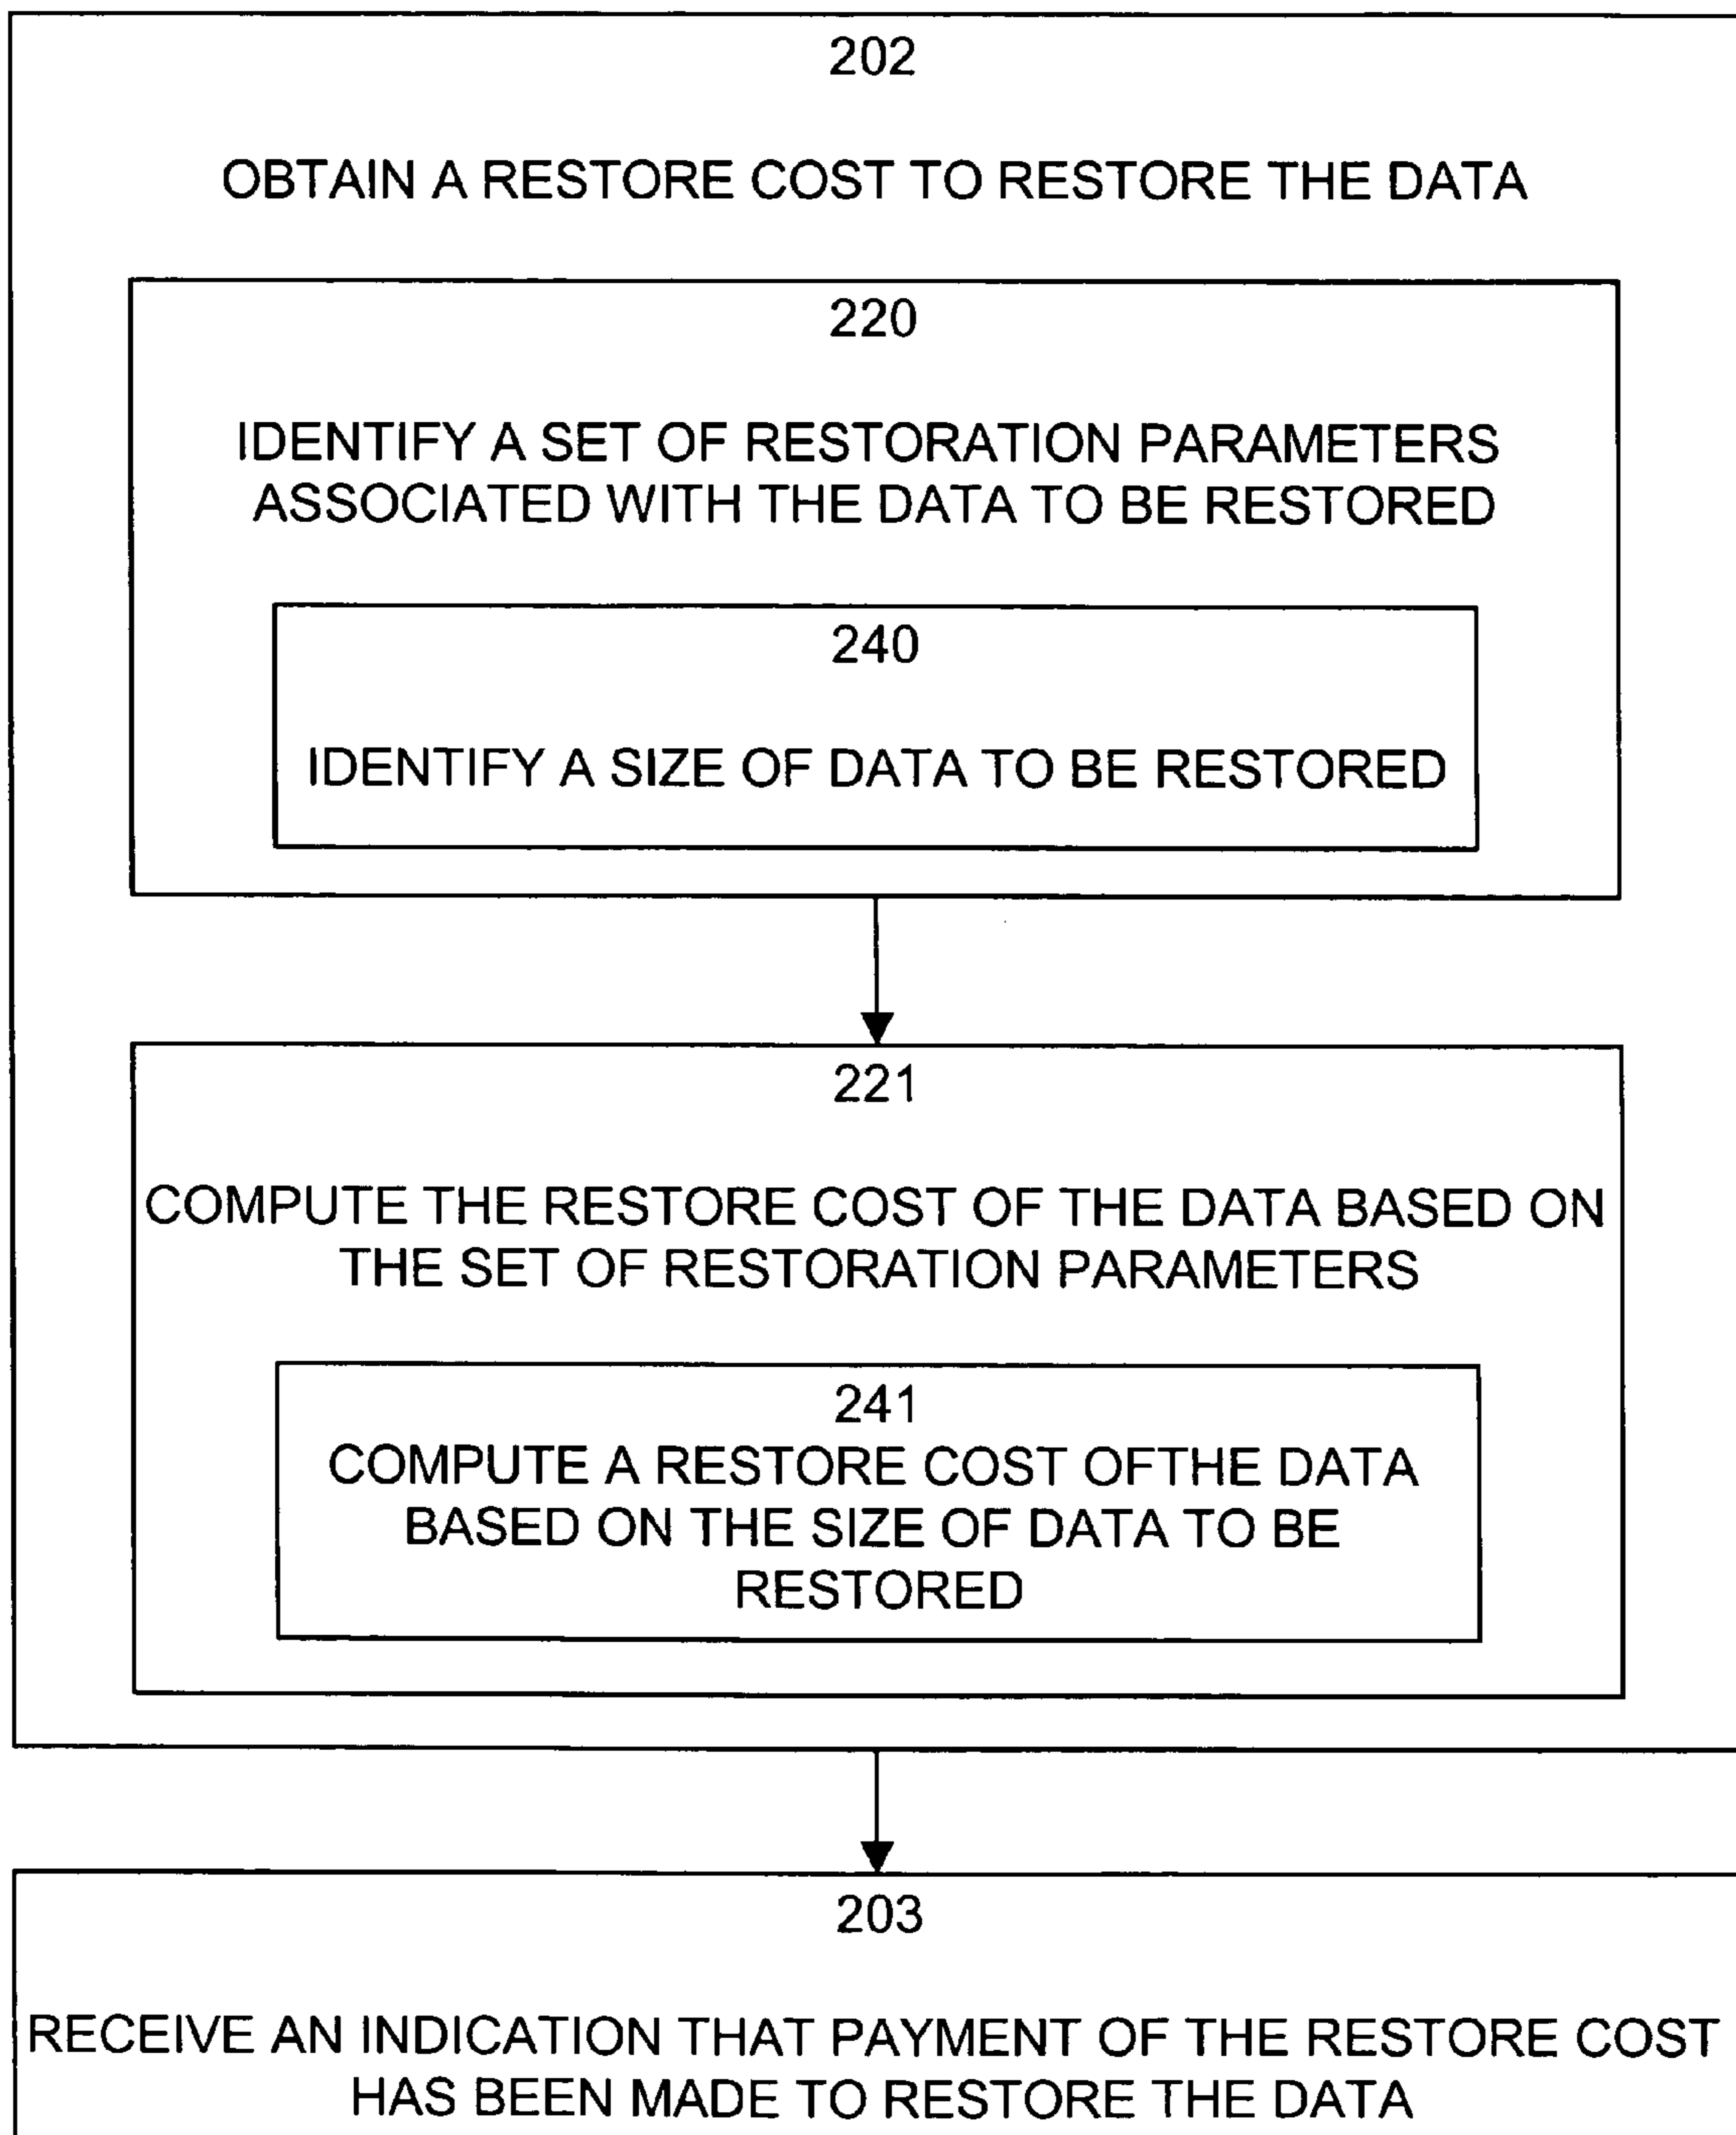 202
OBTAIN A RESTORE COST TO RESTORE THE DATA
220
IDENTIFY A SET OF RESTORATION PARAMETERS
ASSOCIATED WITH THE DATA TO BE RESTORED
240
IDENTIFY A SIZE OF DATA TO BE RESTORED
221
COMPUTE THE RESTORE COST OF THE DATA BASED ON
THE SET OF RESTORATION PARAMETERS
241
COMPUTE A RESTORE COST OFTHE DATA
BASED ON THE SIZE OF DATA TO BE
RESTORED
203
RECEIVE AN INDICATION THAT PAYMENT OF THE RESTORE COST
HAS BEEN MADE TO RESTORE THE DATA